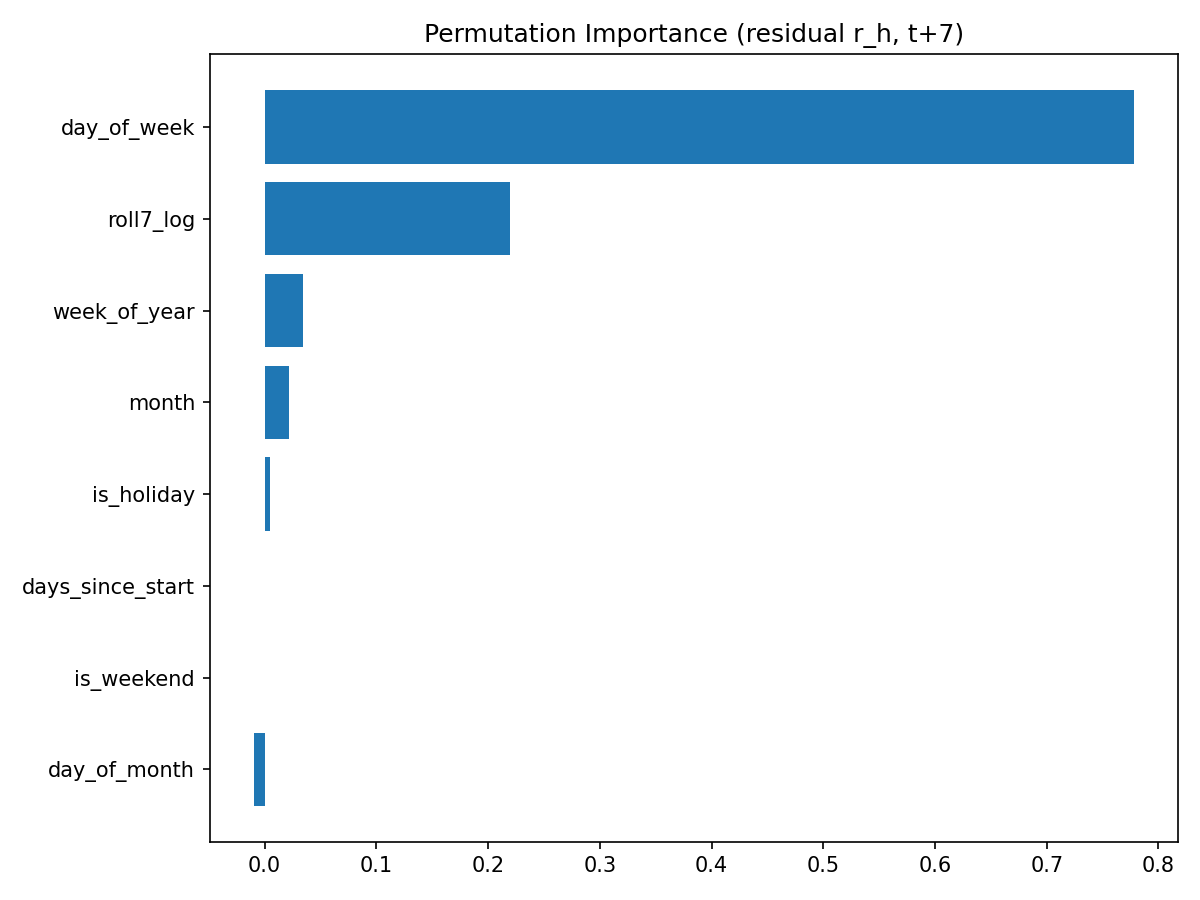 Permutation Importance (residual r_h, t+7)
day_of_week
roll7_log
week_of_year
month
is_holiday
days_since_start
is_weekend
day_of_month
0.0 0.1 0.2 0.3 0.4 0.5 0.6 0.7 0.8